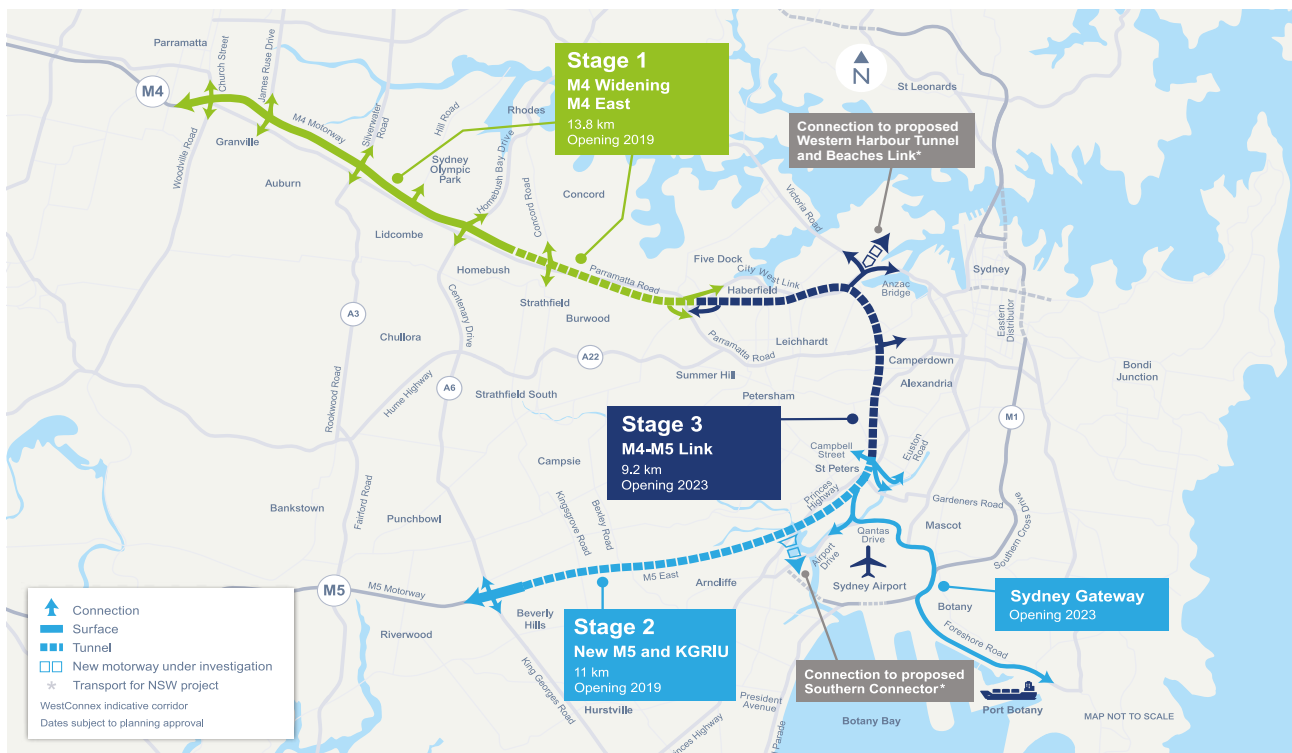 Parramatta
Church Street
James Ruse Drive
M4
Woodville Road
Granville
M4 Motorway
Silverwater
Road
Hill Road
Auburn
Sydney
Olympic
Park
Rhodes
Homebush Bay Drive
Lidcombe
Concord
Concord Road
Stage 1
M4 Widening
M4 East
13.8 km
Opening 2019
N
St Leonards
Connection to proposed
Western Harbour Tunnel
and Beaches Link*
Victoria Road
Homebush
Parramatta Road
Five Dock
City West Link
Haberfield
Anzac
Bridge
Sydney
Eastern
Distributor
Strathfield
Burwood
Centenary Drive
A3
Chullora
A22
Parramatta Road
Leichhardt
Camperdown
Bondi
Junction
Summer Hill
Alexandria
Rookwood Road
Hume Highway
A6
Strathfield South
Petersham
M1
Stage 3
M4-M5 Link
9.2 km
Opening 2023
Campbell
Street
St Peters
Euston
Road
Campsie
Princes
Highway
Gardeners Road
Bankstown
Fairford Road
Punchbowl
Kingsgrove Road
Bexley Road
Mascot
Southern Cross Drive
Qantas
Drive
Airport
Drive
Sydney Airport
M5
M5 Motorway
M5 East
Arncliffe
Riverwood
Beverly
Hills
Botany
Foreshore Road
Sydney Gateway
Opening 2023
Stage 2
New M5 and KGRIU
11 km
Opening 2019
Connection to proposed
Southern Connector*
King Georges Road
Hurstville
Princes Highway
President
Avenue
Parade
Botany Bay
Port Botany
MAP NOT TO SCALE
Connection
Surface
Tunnel
New motorway under investigation
* Transport for NSW project
WestConnex indicative corridor
Dates subject to planning approval